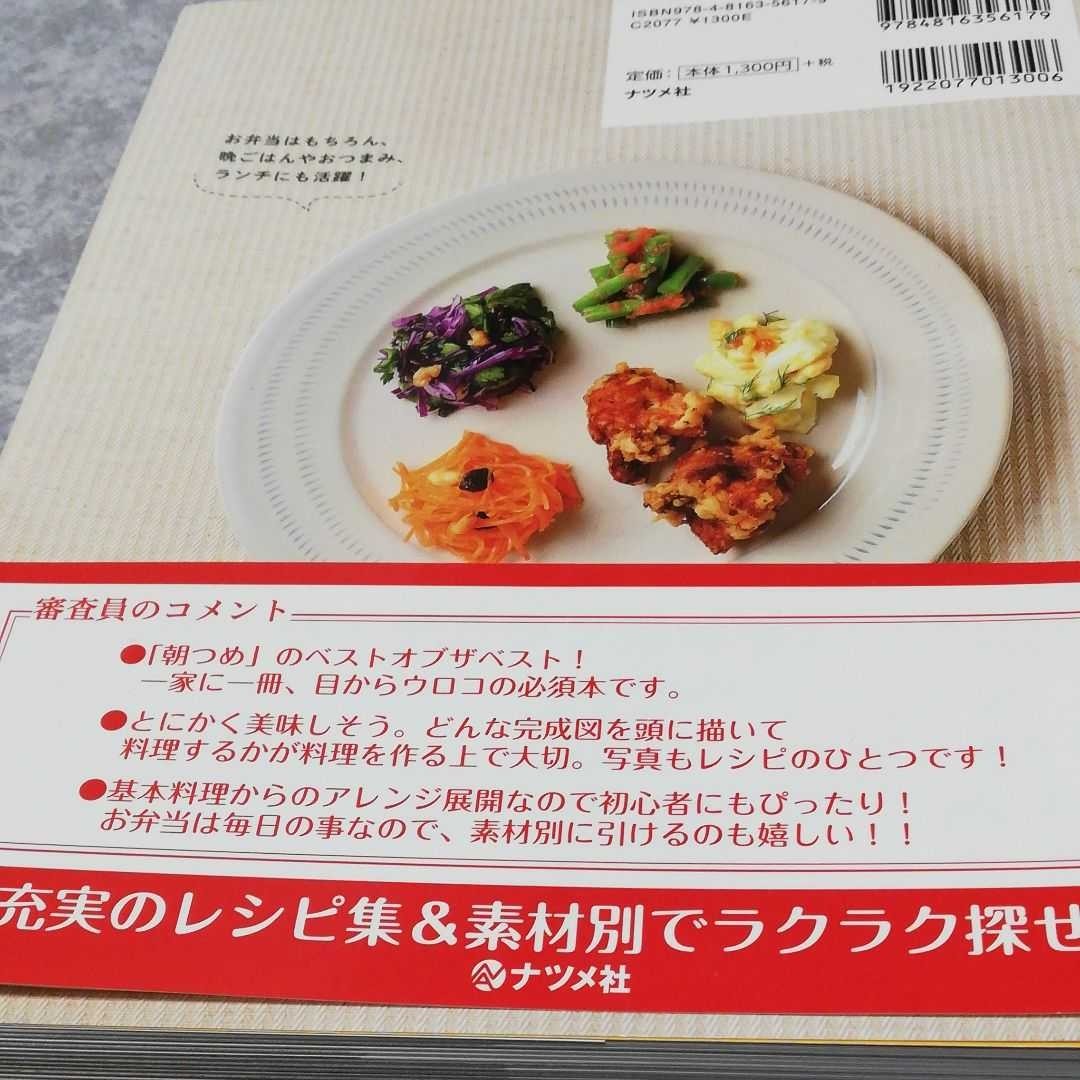 ISBN978-4-8163-5617-9
C2077 ¥1300E
9784816356179
定価：本体1,300円+税
ナツメ社
1922077013006
お弁当はもちろん、
晩ごはんやおつまみ、
ランチにも活躍！
審査員のコメント
●「朝つめ」のベストオブザベスト！
一家に一冊、目からウロコの必須本です。
●とにかく美味しそう。どんな完成図を頭に描いて
料理するかが料理を作る上で大切。写真もレシピのひとつです！
●基本料理からのアレンジ展開なので初心者にもぴったり！
お弁当は毎日の事なので、素材別に引けるのも嬉しい！！
充実のレシピ集＆素材別でラクラク探せ
ナツメ社